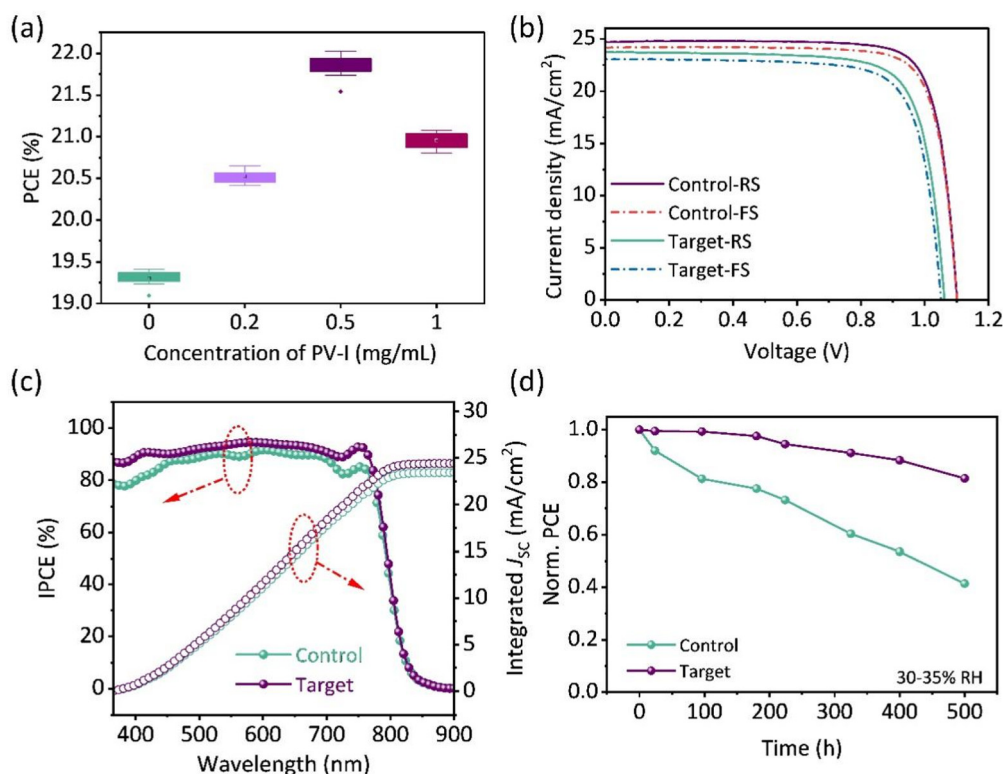 (a)
22.0
21.5
21.0
20.5
20.0
19.5
19.0
PCE (%)
0 0.2 0.5 1
Concentration of PV-I (mg/mL)
(b)
25
20
15
10
5
0
Current density (mA/cm²)
Control-RS
Control-FS
Target-RS
Target-FS
0.0 0.2 0.4 0.6 0.8 1.0 1.2
Voltage (V)
(c)
100
80
60
40
20
0
IPCE (%)
30
25
20
15
10
5
0
Integrated JSC (mA/cm²)
Control
Target
400 500 600 700 800 900
Wavelength (nm)
(d)
1.0
0.8
0.6
0.4
0.2
0.0
Norm. PCE
Control
Target
30-35% RH
0 100 200 300 400 500
Time (h)